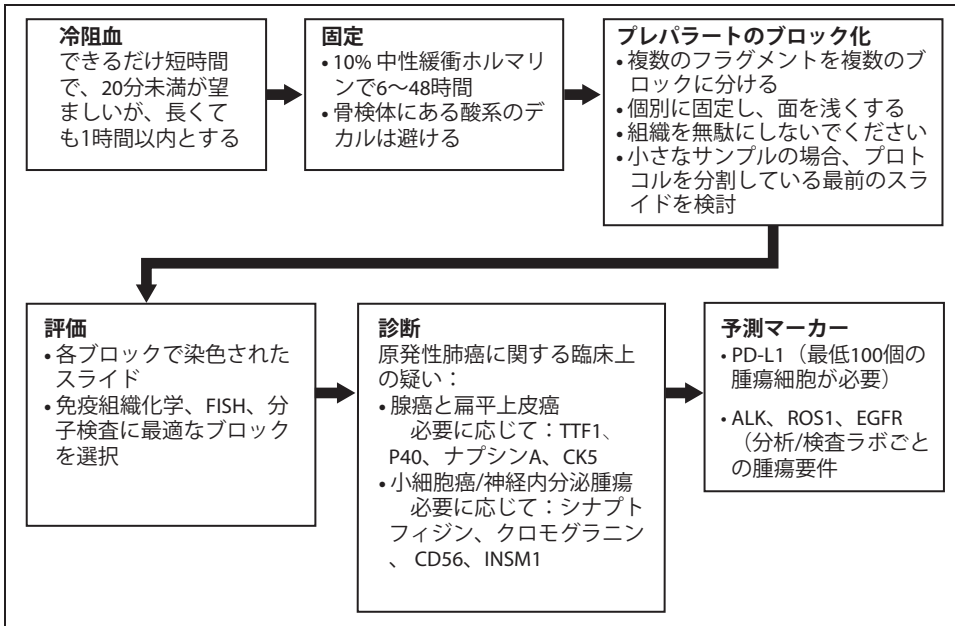 冷阻血
できるだけ短時間
で、20分未満が望
ましいが、長くて
も1時間以内とする
固定
• 10% 中性緩衝ホルマリ
ンで6～48時間
• 骨検体にある酸系のデ
カルは避ける
プレパラートのブロック化
• 複数のフラグメントを複数のブ
ロックに分ける
• 個別に固定し、面を浅くする
• 組織を無駄にしないでください
• 小さなサンプルの場合、プロト
コルを分割している最前のスラ
イドを検討
評価
• 各ブロックで染色された
スライド
• 免疫組織化学、FISH、分
子検査に最適なブロック
を選択
診断
原発性肺癌に関する臨床上
の疑い：
• 腺癌と扁平上皮癌
必要に応じて：TTF1、
P40、ナプシンA、CK5
• 小細胞癌/神経内分泌腫瘍
必要に応じて：シナプト
フィジン、クロモグラニン
、CD56、INSM1
予測マーカー
• PD-L1（最低100個の
腫瘍細胞が必要）
• ALK、ROS1、EGFR
（分析/検査ラボごと
の腫瘍要件